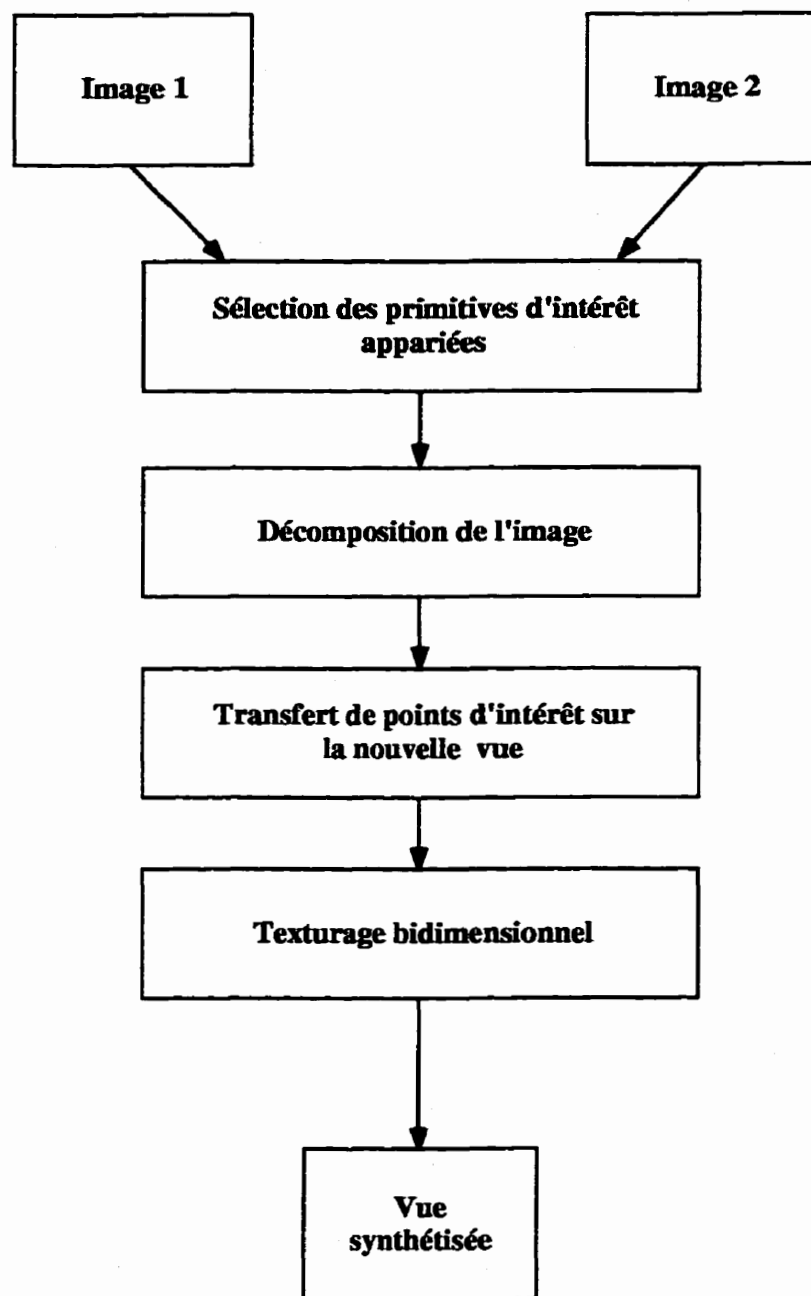 Image 1
Image 2
Sélection des primitives d'intérêt
appariées
Décomposition de l'image
Transfert de points d'intérêt sur
la nouvelle vue
Texturage bidimensionnel
Vue
synthétisée